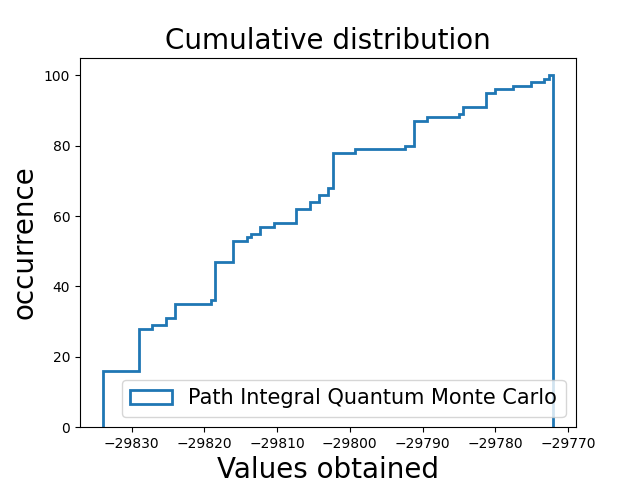 Cumulative distribution
100
80
60
40
20
0
occurrence
Path Integral Quantum Monte Carlo
−29830 −29820 −29810 −29800 −29790 −29780 −29770
Values obtained